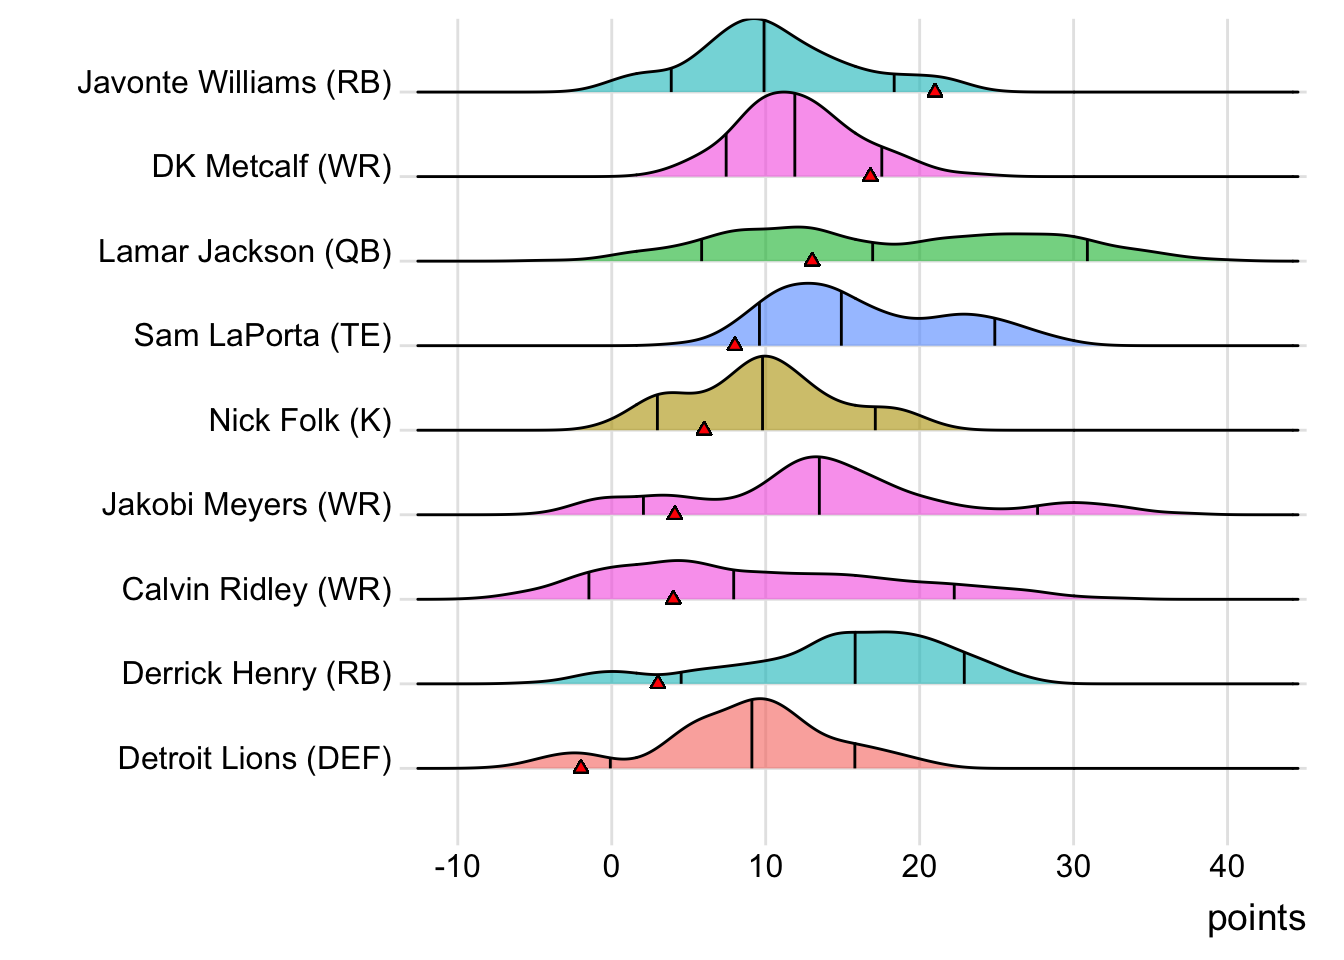 Javonte Williams (RB)
DK Metcalf (WR)
Lamar Jackson (QB)
Sam LaPorta (TE)
Nick Folk (K)
Jakobi Meyers (WR)
Calvin Ridley (WR)
Derrick Henry (RB)
Detroit Lions (DEF)
-10 0 10 20 30 40
points